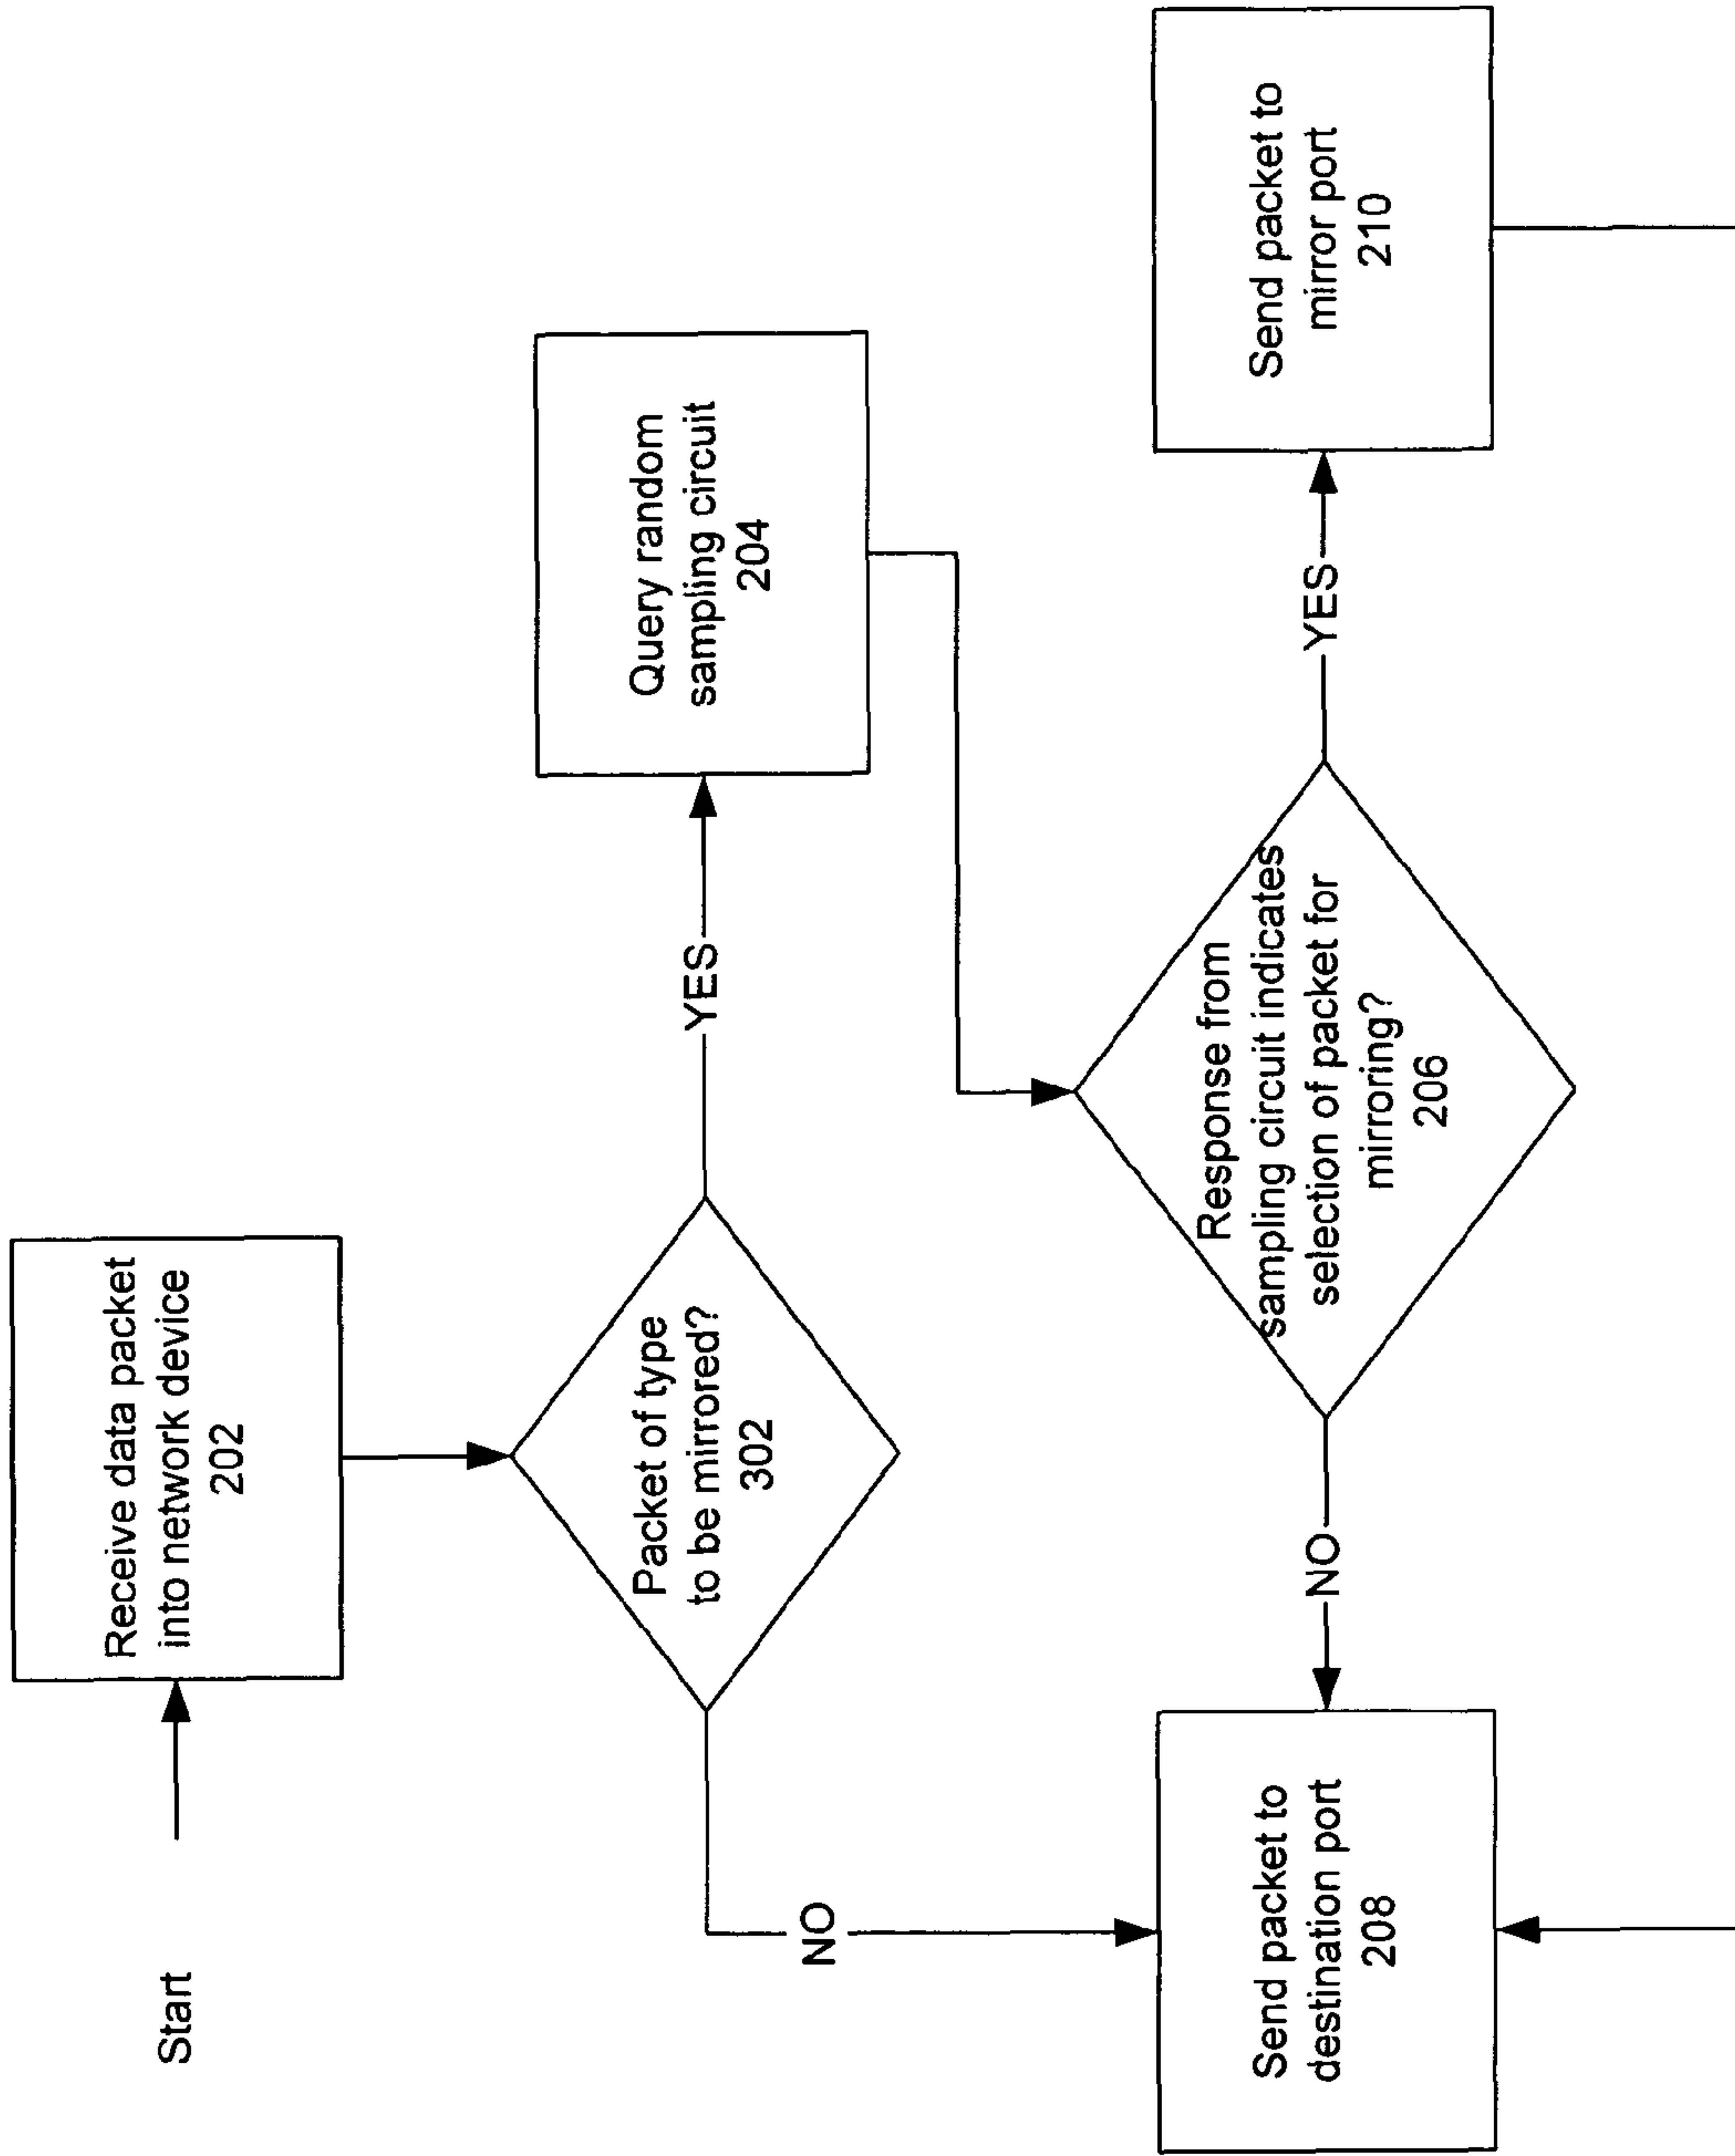 Start
Receive data packet
into network device
202
Packet of type
to be mirrored?
302
YES
NO
Query random
sampling circuit
204
Response from
sampling circuit indicates
selection of packet for
mirroring?
206
NO
YES
Send packet to
destination port
208
Send packet to
mirror port
210